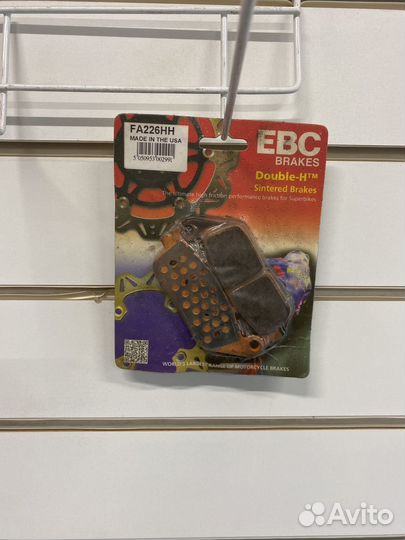 FA226HH
MADE IN THE USA
5 050953 002991
EBC
BRAKES
Double-H™
Sintered Brakes
The ultimate high friction performance brakes for Superbikes
WORLD'S LARGEST RANGE OF MOTORCYCLE BRAKES
Avito